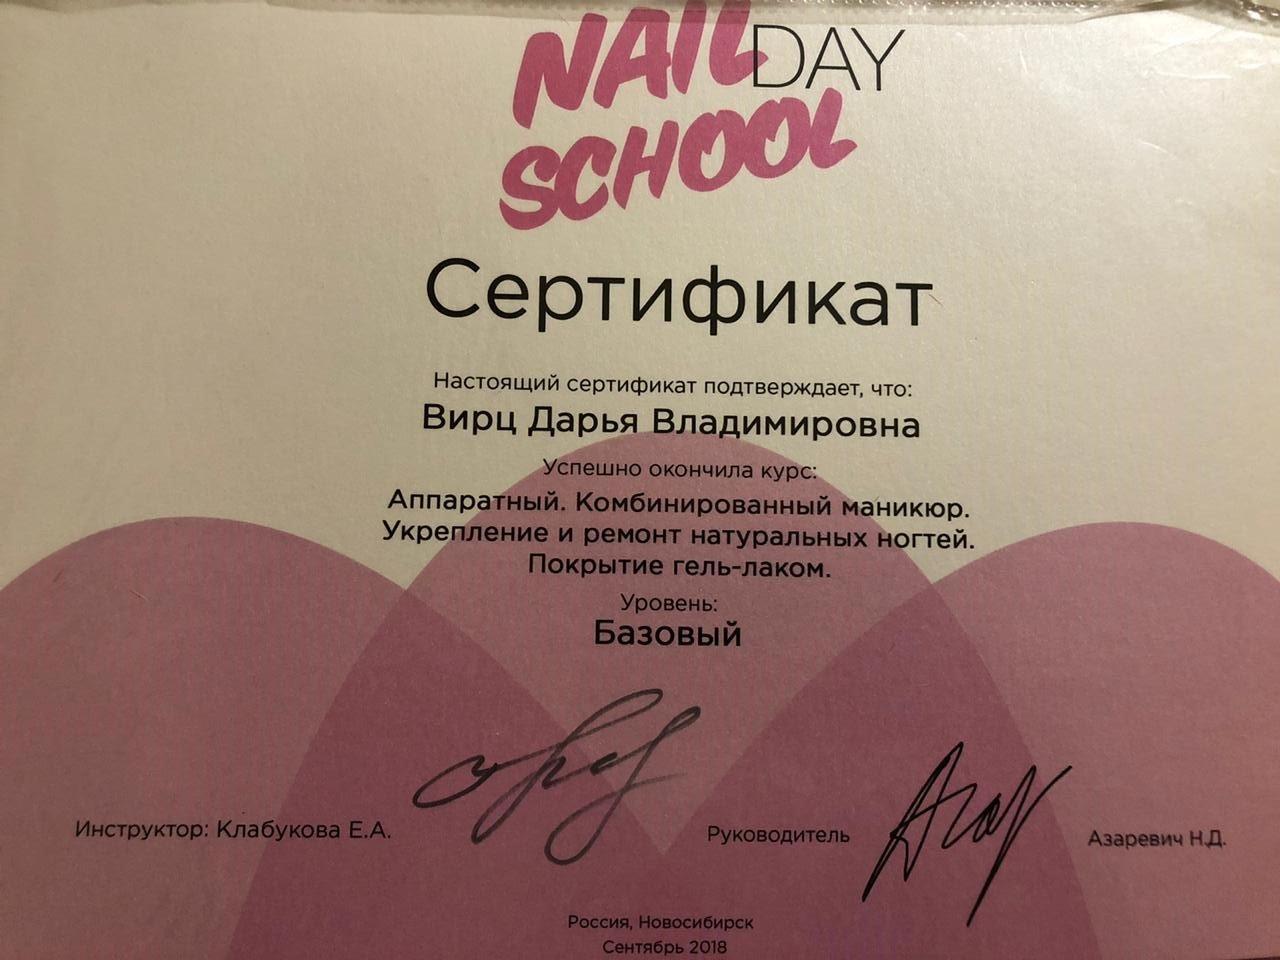 NAIL DAY
SCHOOL
Сертификат
Настоящий сертификат подтверждает, что:
Вирц Дарья Владимировна
Успешно окончила курс:
Аппаратный. Комбинированный маникюр.
Укрепление и ремонт натуральных ногтей.
Покрытие гель-лаком.
Уровень:
Базовый
Инструктор: Клабукова Е.А.
Руководитель
Азаревич Н.Д.
Россия, Новосибирск
Сентябрь 2018